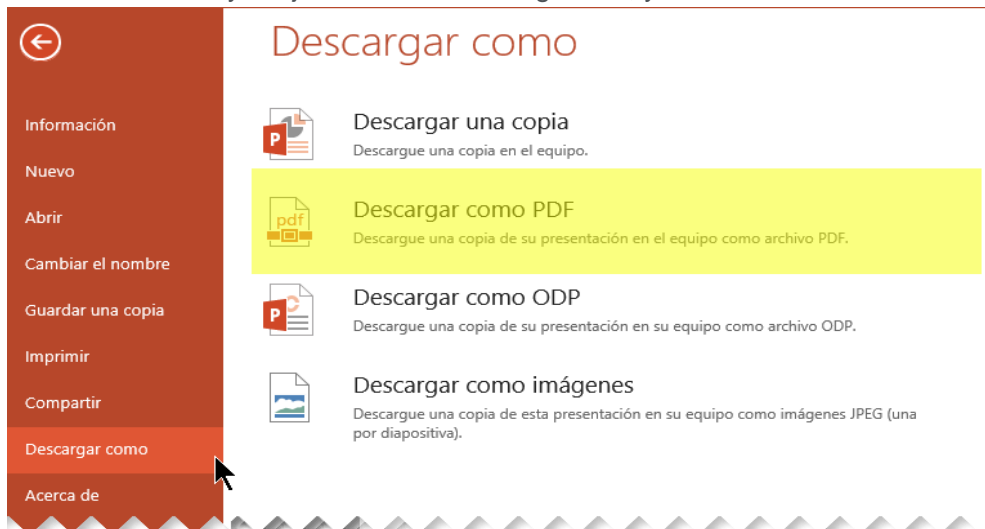 Descargar como
Información
Nuevo
Abrir
Cambiar el nombre
Guardar una copia
Imprimir
Compartir
Descargar como
Acerca de
P
Descargar una copia
Descargue una copia en el equipo.
pdf
Descargar como PDF
Descargue una copia de su presentación en el equipo como archivo PDF.
P
Descargar como ODP
Descargue una copia de su presentación en su equipo como archivo ODP.
Descargar como imágenes
Descargue una copia de esta presentación en su equipo como imágenes JPEG (una
por diapositiva).